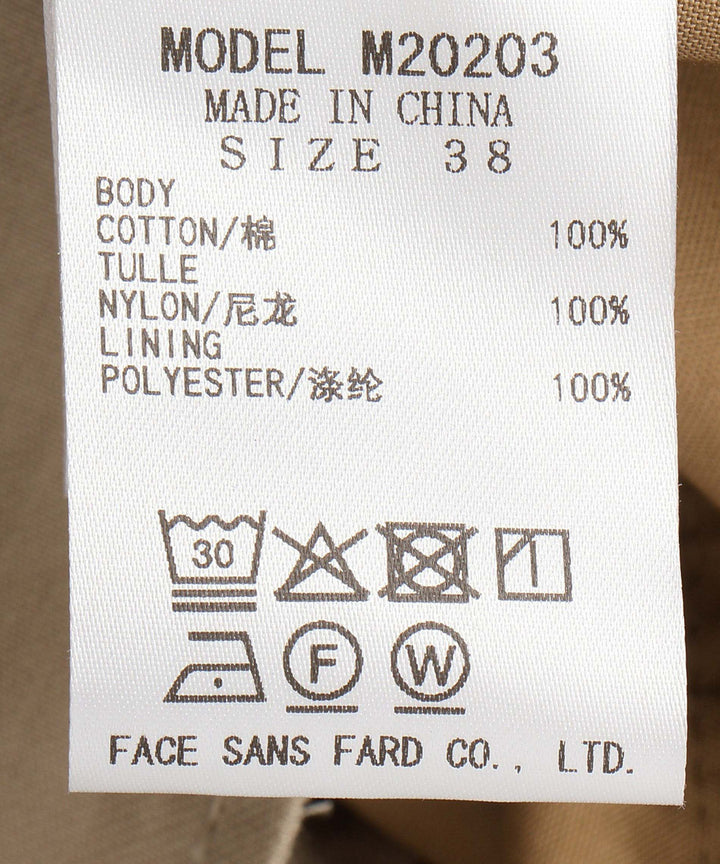 MODEL M20203
MADE IN CHINA
SIZE 38
BODY
COTTON/棉 100%
TULLE
NYLON/尼龙 100%
LINING
POLYESTER/涤纶 100%
30
F W
FACE SANS FARD CO., LTD.